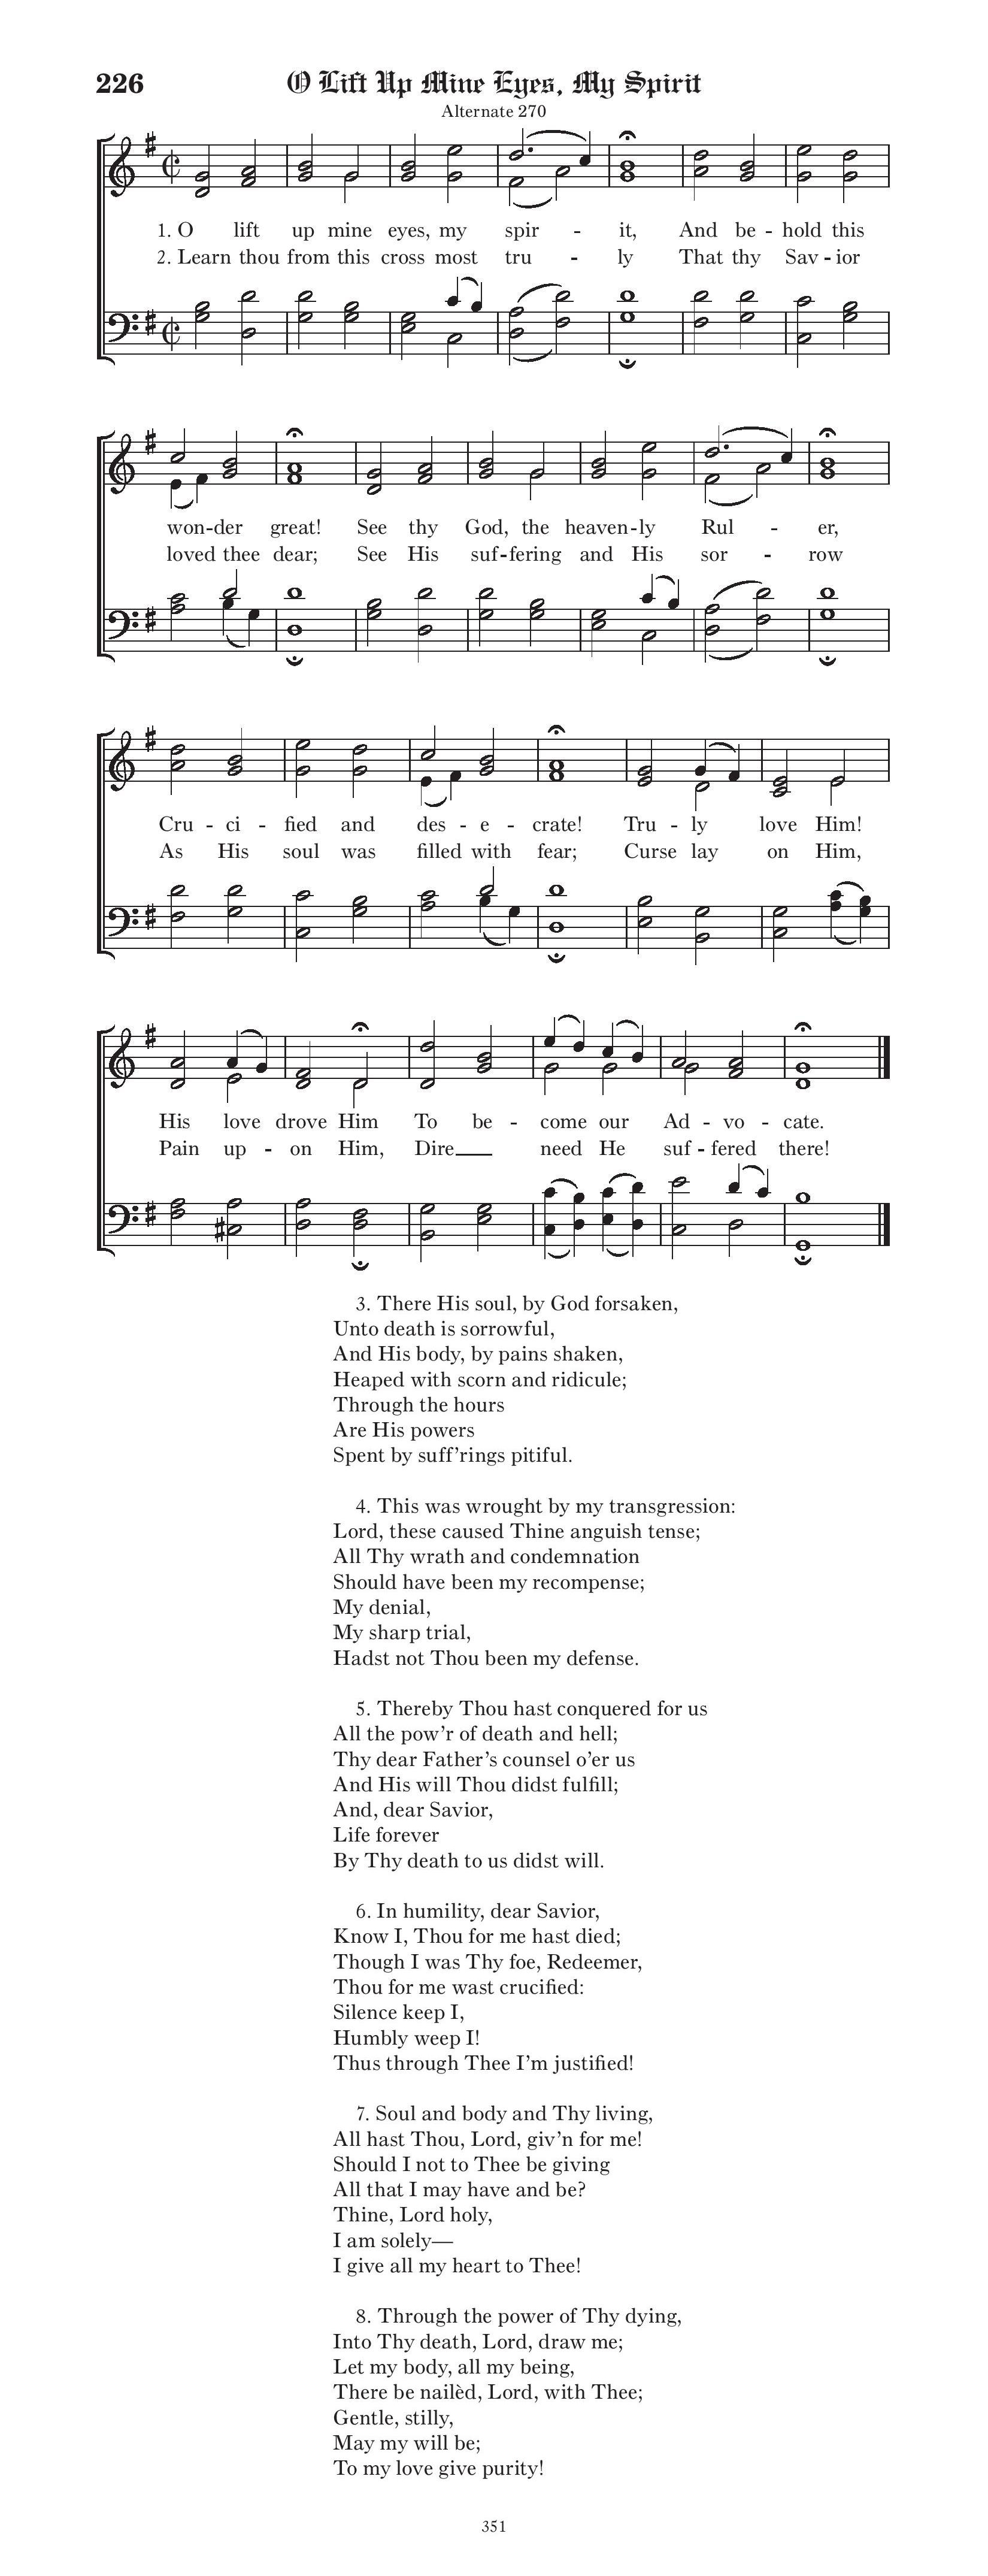 226 O Lift Up Mine Eyes, My Spirit
Alternate 270
1. O lift up mine eyes, my spir - it, And be - hold this
2. Learn thou from this cross most tru - ly That thy Sav - ior
won-der great! See thy God, the heaven-ly Rul - er,
loved thee dear; See His suf-fering and His sor - row
Cru - ci - fied and des - e - crate! Tru - ly love Him!
As His soul was filled with fear; Curse lay on Him,
His love drove Him To be - come our Ad - vo - cate.
Pain up - on Him, Dire need He suf - fered there!
3. There His soul, by God forsaken,
Unto death is sorrowful,
And His body, by pains shaken,
Heaped with scorn and ridicule;
Through the hours
Are His powers
Spent by suff’rings pitiful.
4. This was wrought by my transgression:
Lord, these caused Thine anguish tense;
All Thy wrath and condemnation
Should have been my recompense;
My denial,
My sharp trial,
Hadst not Thou been my defense.
5. Thereby Thou hast conquered for us
All the pow’r of death and hell;
Thy dear Father’s counsel o’er us
And His will Thou didst fulfill;
And, dear Savior,
Life forever
By Thy death to us didst will.
6. In humility, dear Savior,
Know I, Thou for me hast died;
Though I was Thy foe, Redeemer,
Thou for me wast crucified:
Silence keep I,
Humbly weep I!
Thus through Thee I’m justified!
7. Soul and body and Thy living,
All hast Thou, Lord, giv’n for me!
Should I not to Thee be giving
All that I may have and be?
Thine, Lord holy,
I am solely—
I give all my heart to Thee!
8. Through the power of Thy dying,
Into Thy death, Lord, draw me;
Let my body, all my being,
There be nailèd, Lord, with Thee;
Gentle, stilly,
May my will be;
To my love give purity!
351